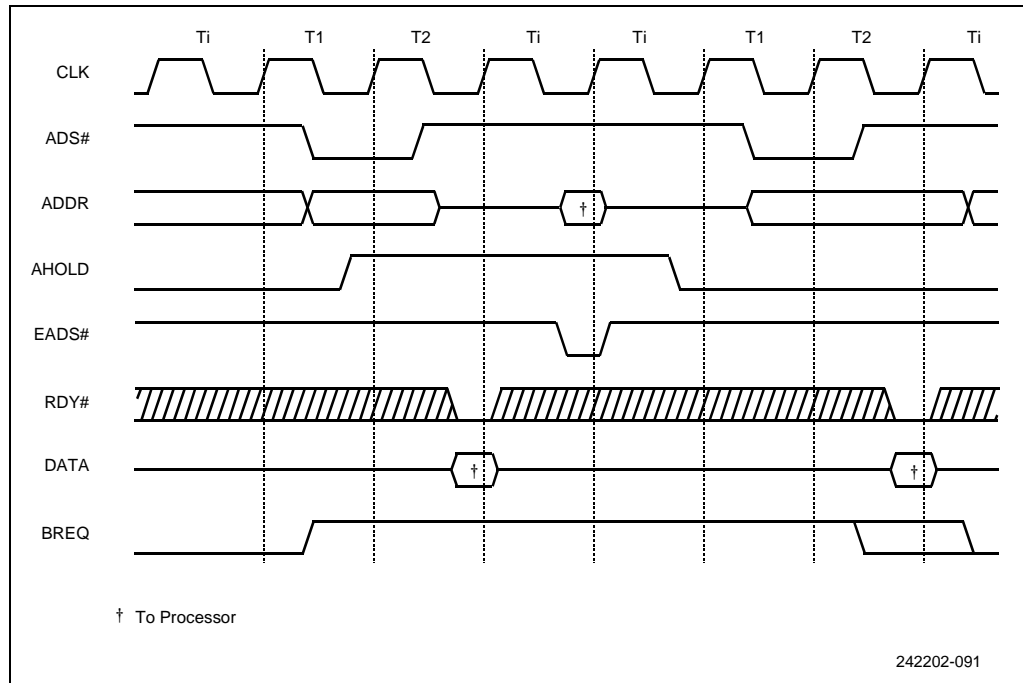 Ti T1 T2 Ti Ti T1 T2 Ti
CLK
ADS#
ADDR †
AHOLD
EADS#
RDY#
DATA † †
BREQ
† To Processor
242202-091